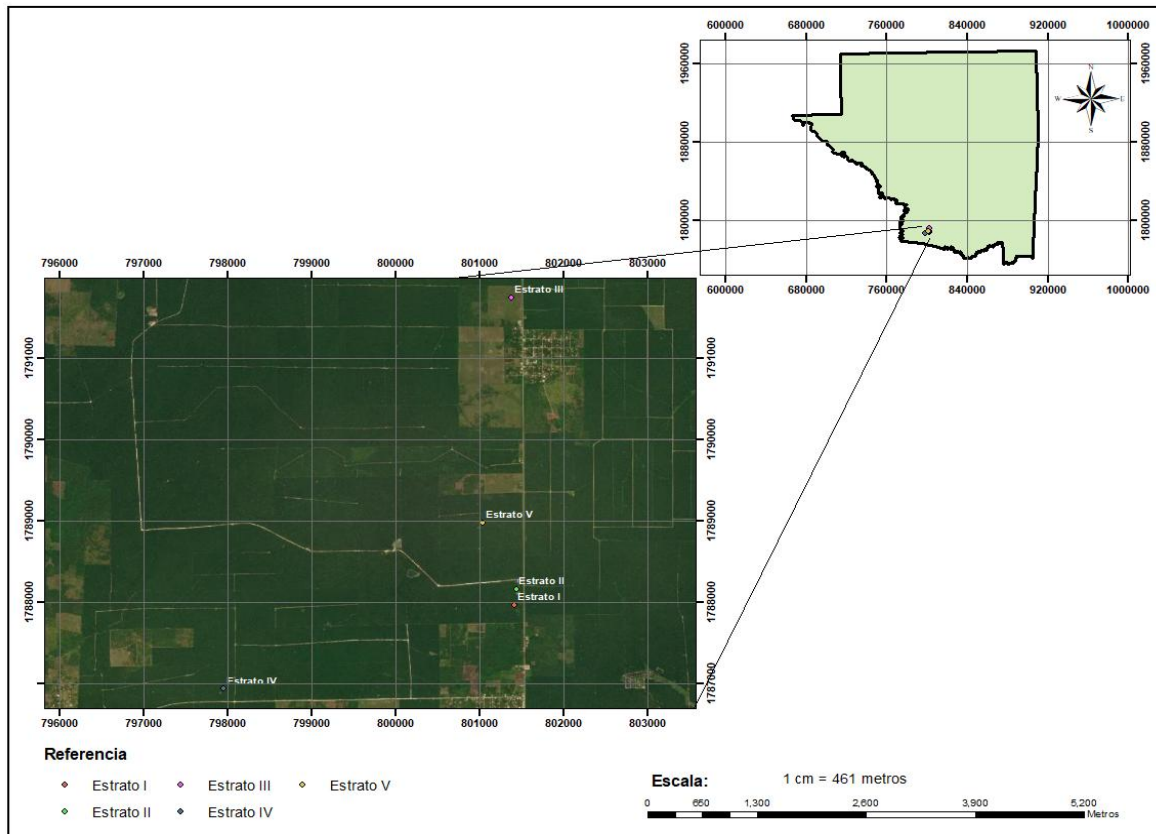 600000 680000 760000 840000 920000 1000000
1960000 1960000
N
W E
S
1880000 1880000
1800000 1800000
600000 680000 760000 840000 920000 1000000
796000 797000 798000 799000 800000 801000 802000 803000
Estrato III
1791000 1791000
1790000 1790000
1789000 1789000
Estrato V
Estrato II
1788000 1788000
Estrato I
1787000 1787000
Estrato IV
796000 797000 798000 799000 800000 801000 802000 803000
Referencia
Estrato I Estrato III Estrato V
Estrato II Estrato IV
Escala: 1 cm = 461 metros
0 650 1,300 2,600 3,900 5,200
Metros